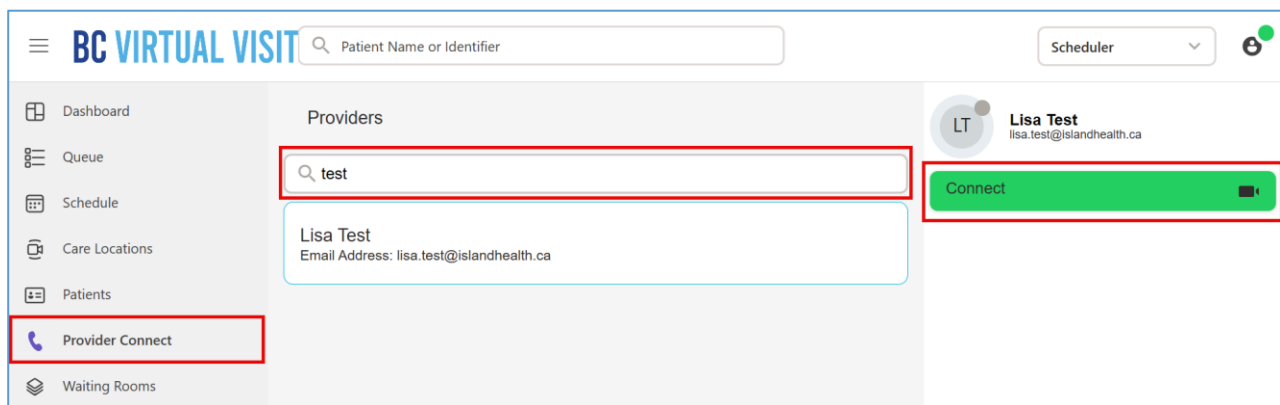 BC VIRTUAL VISIT
Patient Name or Identifier
Scheduler
Dashboard
Queue
Schedule
Care Locations
Patients
Provider Connect
Waiting Rooms
Providers
test
Lisa Test
Email Address: lisa.test@islandhealth.ca
LT
Lisa Test
lisa.test@islandhealth.ca
Connect